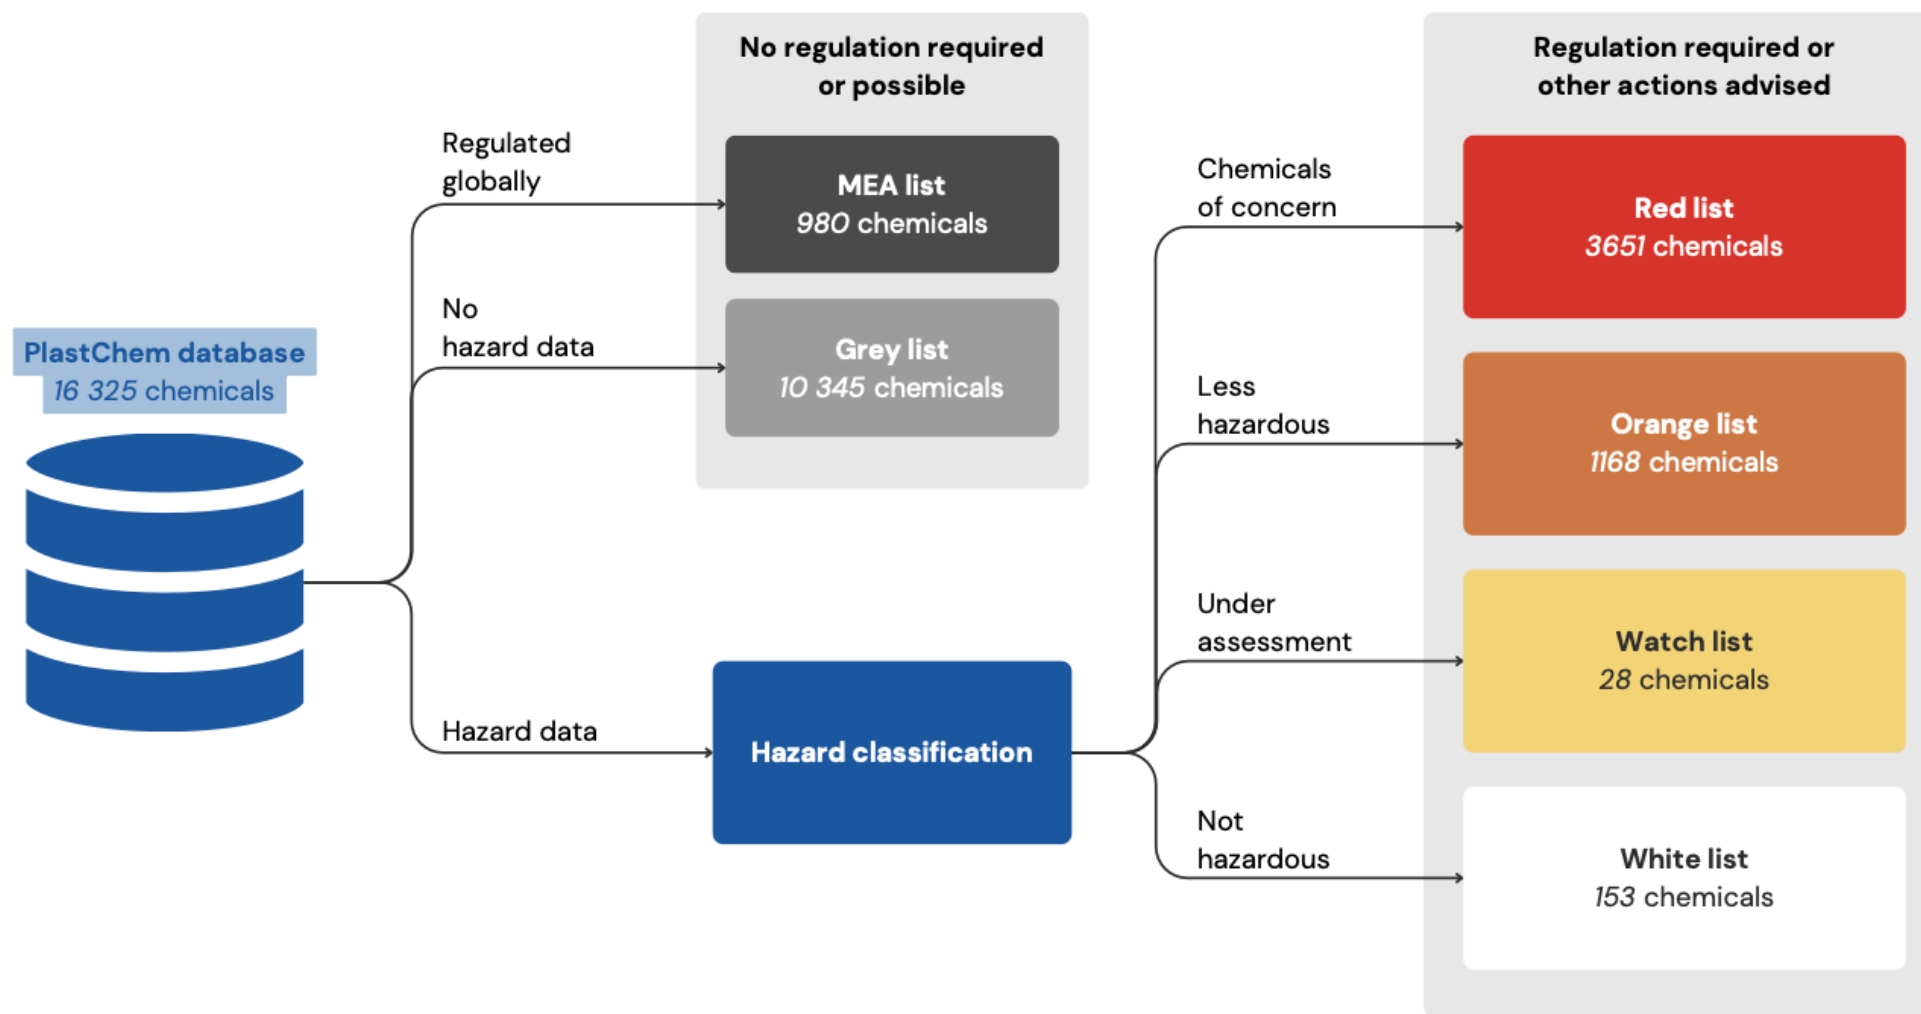 PlastChem database
16 325 chemicals
Regulated
globally
No
hazard data
Hazard data
No regulation required
or possible
MEA list
980 chemicals
Grey list
10 345 chemicals
Hazard classification
Chemicals
of concern
Less
hazardous
Under
assessment
Not
hazardous
Regulation required or
other actions advised
Red list
3651 chemicals
Orange list
1168 chemicals
Watch list
28 chemicals
White list
153 chemicals